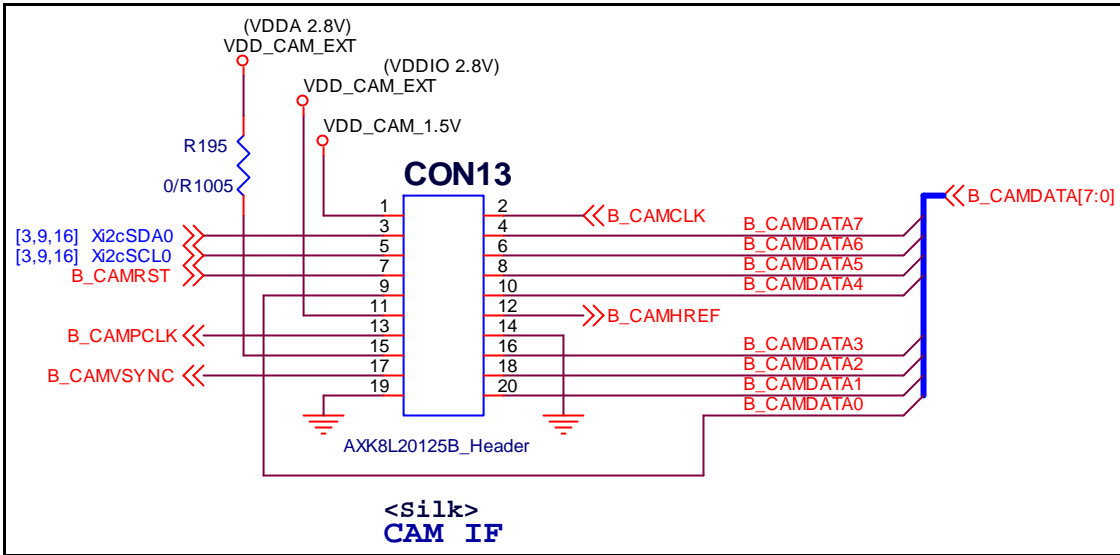 (VDDA 2.8V)
VDD_CAM_EXT
(VDDIO 2.8V)
VDD_CAM_EXT
VDD_CAM_1.5V
R195
0/R1005
CON13
1
2
B_CAMCLK
B_CAMDATA[7:0]
[3,9,16] Xi2cSDA0
3
4
B_CAMDATA7
[3,9,16] Xi2cSCL0
5
6
B_CAMDATA6
B_CAMRST
7
8
B_CAMDATA5
9
10
B_CAMDATA4
11
12
B_CAMHREF
B_CAMPCLK
13
14
15
16
B_CAMDATA3
B_CAMVSYNC
17
18
B_CAMDATA2
19
20
B_CAMDATA1
B_CAMDATA0
AXK8L20125B_Header
<Silk>
CAM IF